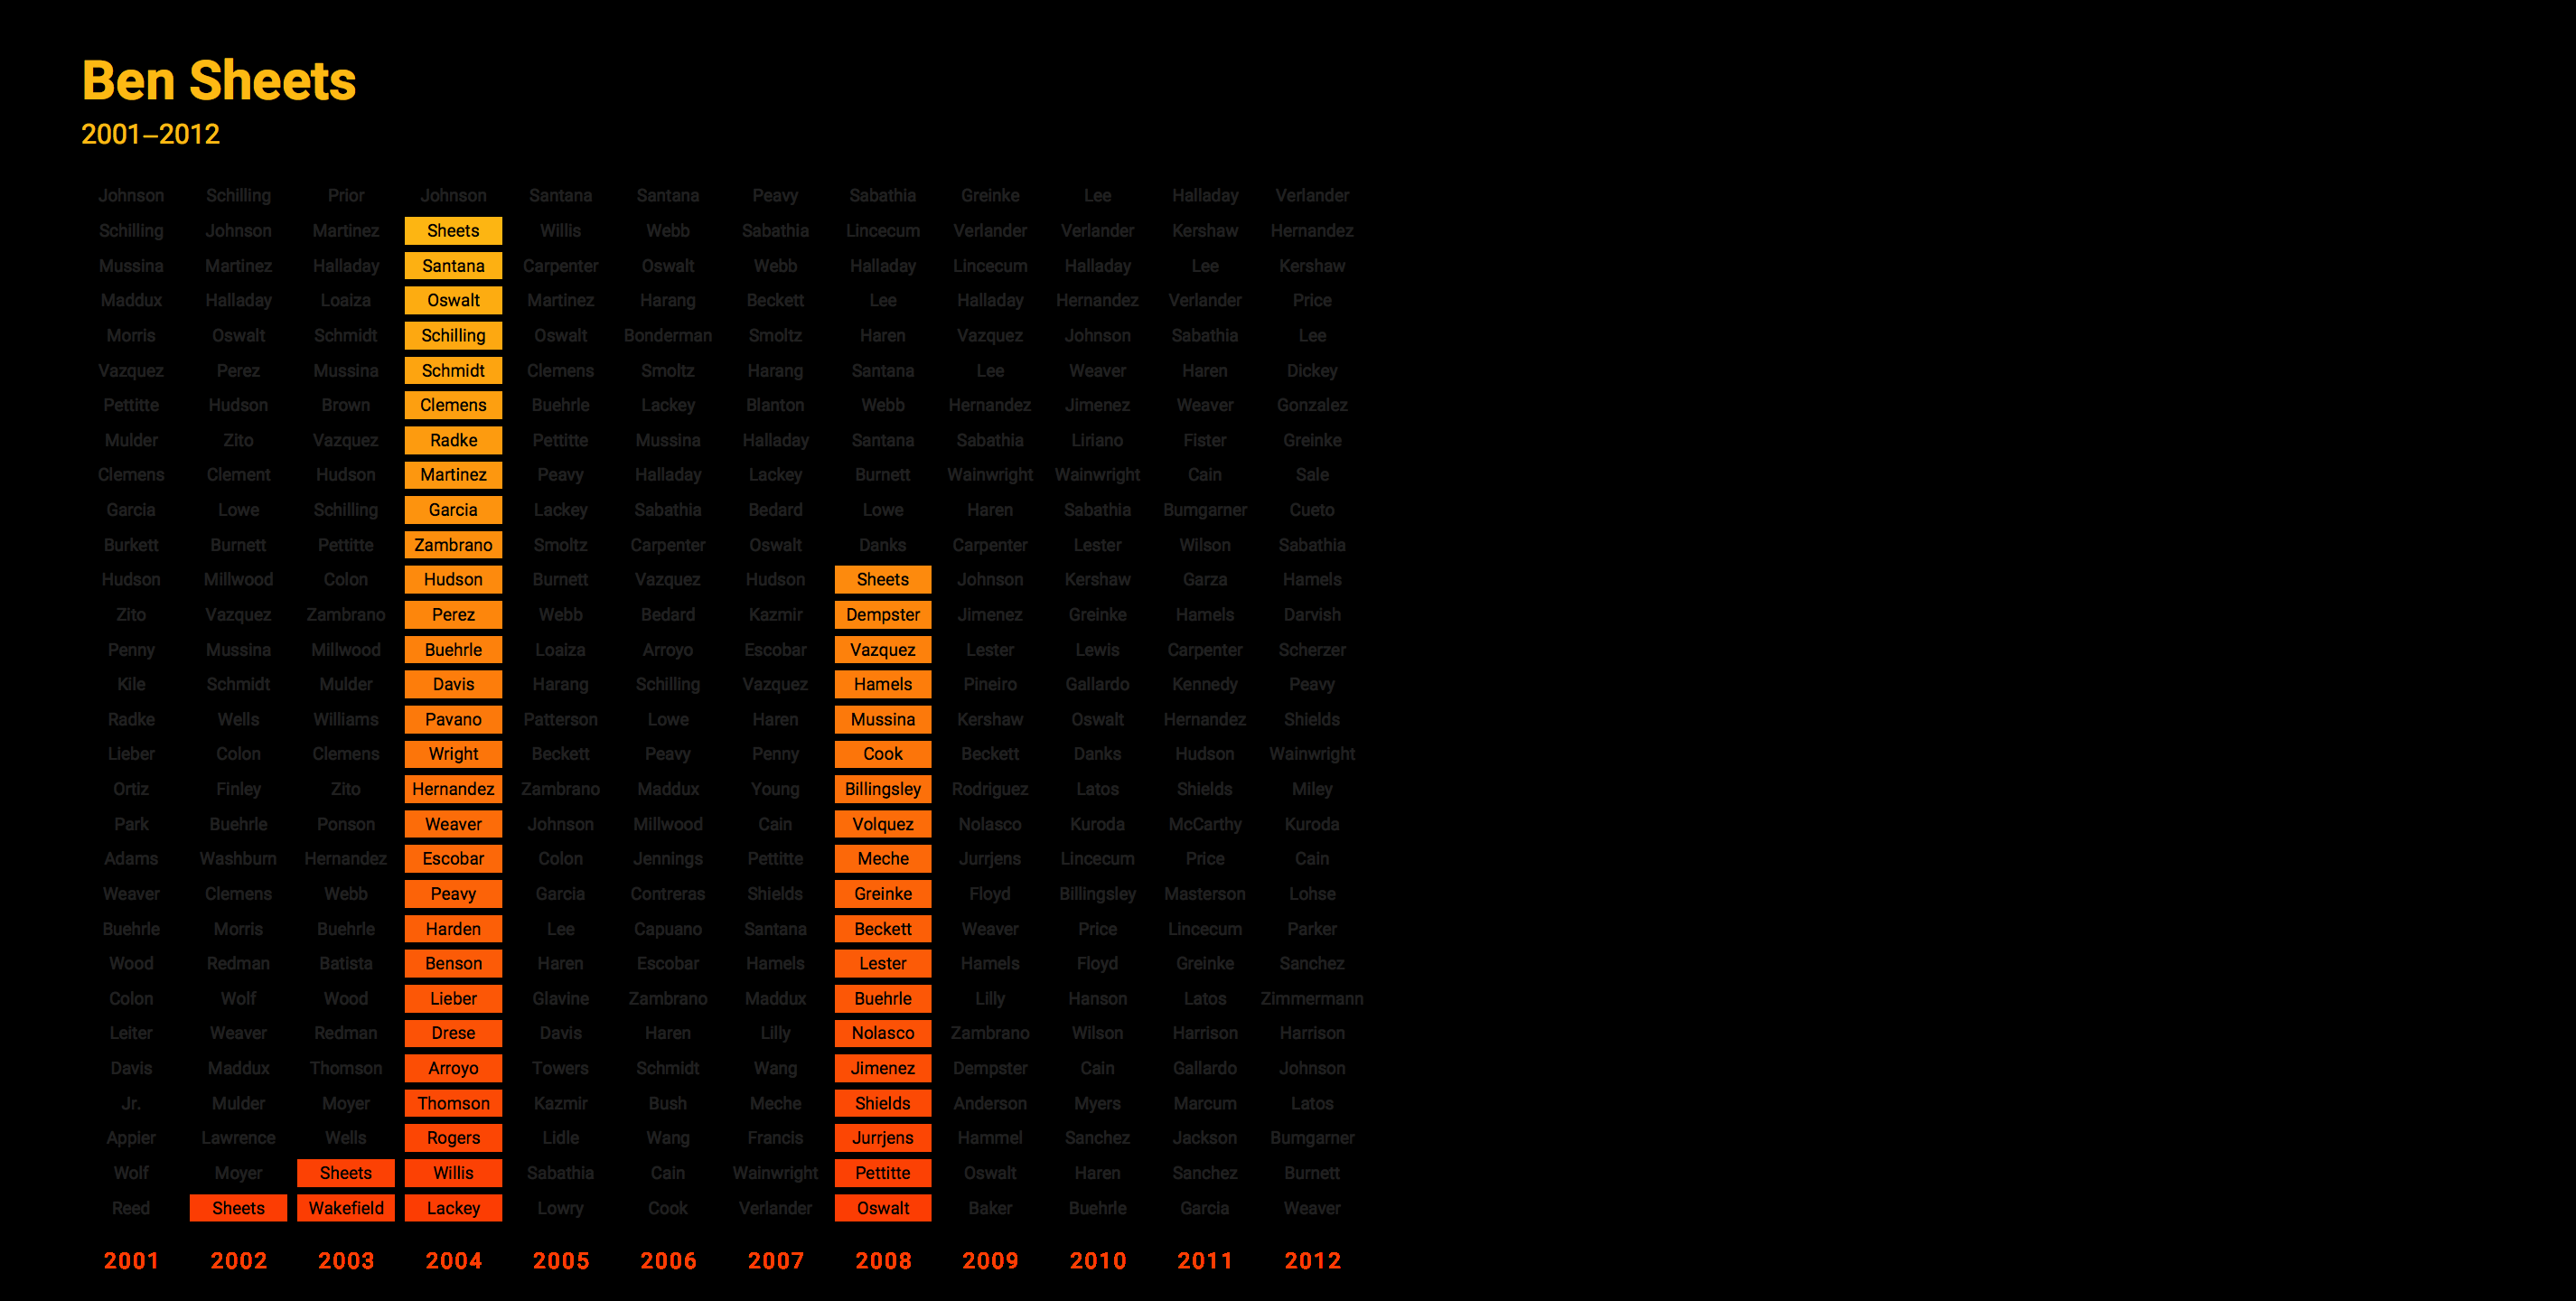 Ben Sheets
2001–2012
Johnson Schilling Prior Johnson Santana Santana Peavy Sabathia Greinke Lee Halladay Verlander
Schilling Johnson Martinez Sheets Willis Webb Sabathia Lincecum Verlander Verlander Kershaw Hernandez
Mussina Martinez Halladay Santana Carpenter Oswalt Webb Halladay Lincecum Halladay Lee Kershaw
Maddux Halladay Loaiza Oswalt Martinez Harang Beckett Lee Halladay Hernandez Verlander Price
Morris Oswalt Schmidt Schilling Oswalt Bonderman Smoltz Haren Vazquez Johnson Sabathia Lee
Vazquez Perez Mussina Schmidt Clemens Smoltz Harang Santana Lee Weaver Haren Dickey
Pettitte Hudson Brown Clemens Buehrle Lackey Blanton Webb Hernandez Jimenez Weaver Gonzalez
Mulder Zito Vazquez Radke Pettitte Mussina Halladay Santana Sabathia Liriano Fister Greinke
Clemens Clement Hudson Martinez Peavy Halladay Lackey Burnett Wainwright Wainwright Cain Sale
Garcia Lowe Schilling Garcia Lackey Sabathia Bedard Lowe Haren Sabathia Bumgarner Cueto
Burkett Burnett Pettitte Zambrano Smoltz Carpenter Oswalt Danks Carpenter Lester Wilson Sabathia
Hudson Millwood Colon Hudson Burnett Vazquez Hudson Sheets Johnson Kershaw Garza Hamels
Zito Vazquez Zambrano Perez Webb Bedard Kazmir Dempster Jimenez Greinke Hamels Darvish
Penny Mussina Millwood Buehrle Loaiza Arroyo Escobar Vazquez Lester Lewis Carpenter Scherzer
Kile Schmidt Mulder Davis Harang Schilling Vazquez Hamels Pineiro Gallardo Kennedy Peavy
Radke Wells Williams Pavano Patterson Lowe Haren Mussina Kershaw Oswalt Hernandez Shields
Lieber Colon Clemens Wright Beckett Peavy Penny Cook Beckett Danks Hudson Wainwright
Ortiz Finley Zito Hernandez Zambrano Maddux Young Billingsley Rodriguez Latos Shields Miley
Park Buehrle Ponson Weaver Johnson Millwood Cain Volquez Nolasco Kuroda McCarthy Kuroda
Adams Washburn Hernandez Escobar Colon Jennings Pettitte Meche Jurrjens Lincecum Price Cain
Weaver Clemens Webb Peavy Garcia Contreras Shields Greinke Floyd Billingsley Masterson Lohse
Buehrle Morris Buehrle Harden Lee Capuano Santana Beckett Weaver Price Lincecum Parker
Wood Redman Batista Benson Haren Escobar Hamels Lester Hamels Floyd Greinke Sanchez
Colon Wolf Wood Lieber Glavine Zambrano Maddux Buehrle Lilly Hanson Latos Zimmermann
Leiter Weaver Redman Drese Davis Haren Lilly Nolasco Zambrano Wilson Harrison Harrison
Davis Maddux Thomson Arroyo Towers Schmidt Wang Jimenez Dempster Cain Gallardo Johnson
Jr. Mulder Moyer Thomson Kazmir Bush Meche Shields Anderson Myers Marcum Latos
Appier Lawrence Wells Rogers Lidle Wang Francis Jurrjens Hammel Sanchez Jackson Bumgarner
Wolf Moyer Sheets Willis Sabathia Cain Wainwright Pettitte Oswalt Haren Sanchez Burnett
Reed Sheets Wakefield Lackey Lowry Cook Verlander Oswalt Baker Buehrle Garcia Weaver
2001 2002 2003 2004 2005 2006 2007 2008 2009 2010 2011 2012